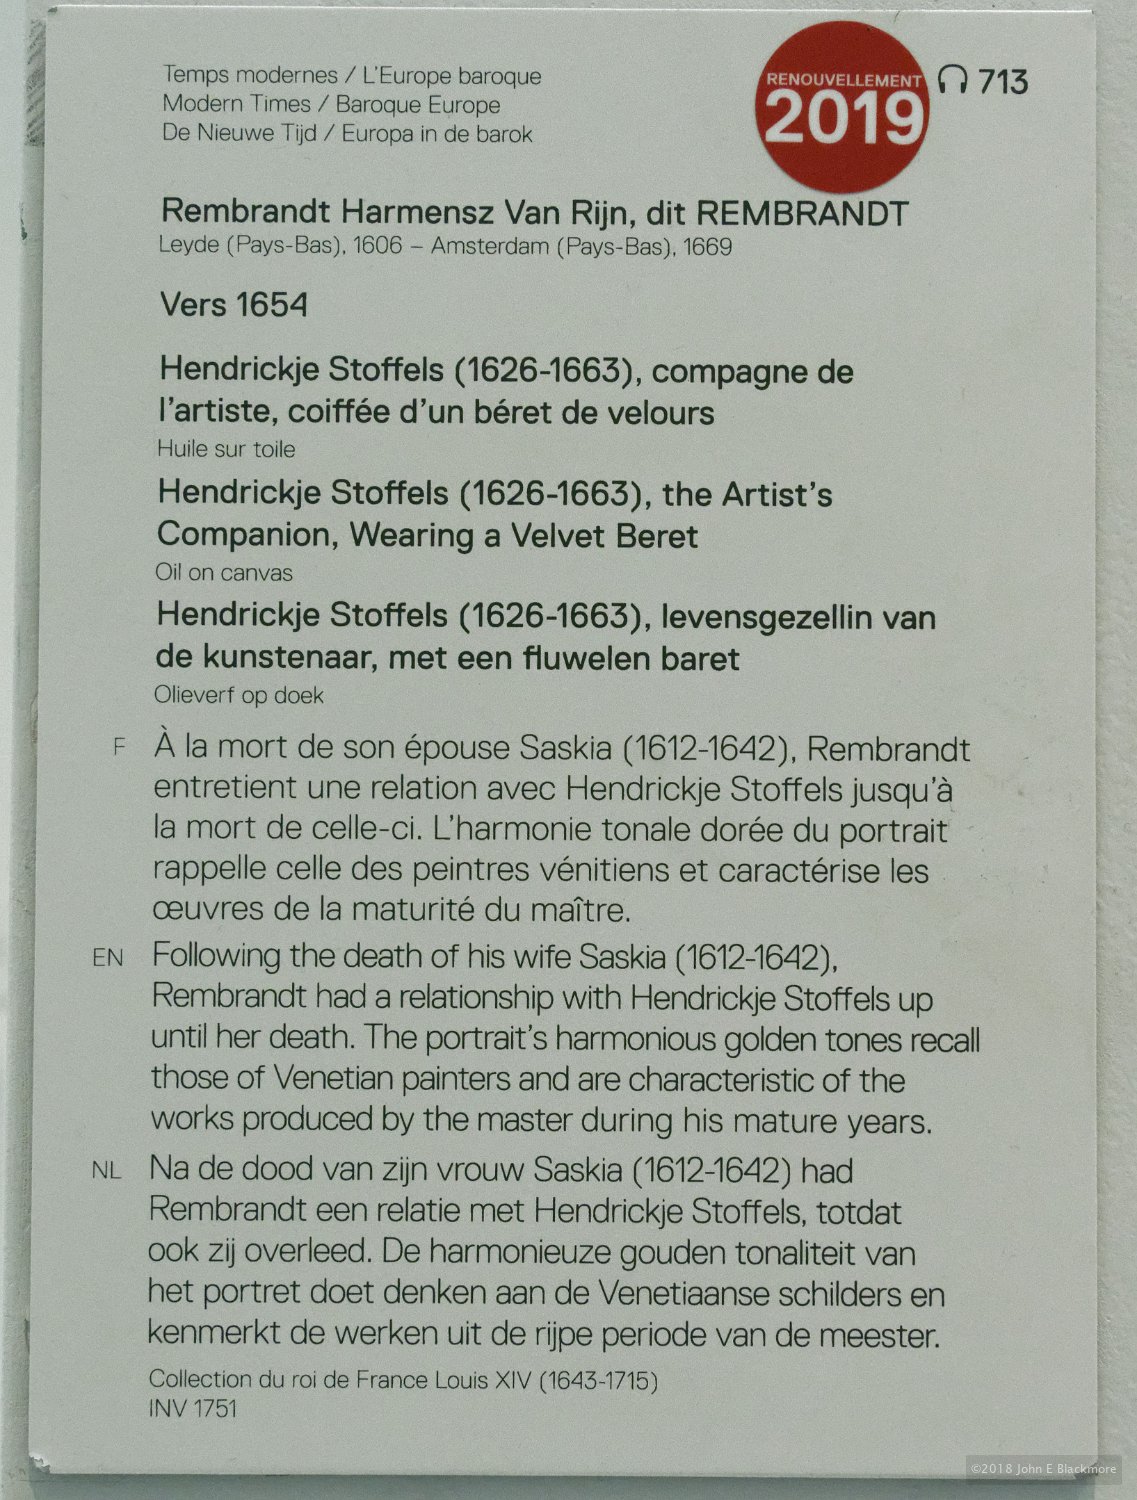 Temps modernes / L'Europe baroque
Modern Times / Baroque Europe
De Nieuwe Tijd / Europa in de barok
RENOUVELLEMENT
2019
713
Rembrandt Harmensz Van Rijn, dit REMBRANDT
Leyde (Pays-Bas), 1606 – Amsterdam (Pays-Bas), 1669
Vers 1654
Hendrickje Stoffels (1626-1663), compagne de
l'artiste, coiffée d'un béret de velours
Huile sur toile
Hendrickje Stoffels (1626-1663), the Artist's
Companion, Wearing a Velvet Beret
Oil on canvas
Hendrickje Stoffels (1626-1663), levensgezellin van
de kunstenaar, met een fluwelen baret
Olieverf op doek
F À la mort de son épouse Saskia (1612-1642), Rembrandt
entretient une relation avec Hendrickje Stoffels jusqu'à
la mort de celle-ci. L'harmonie tonale dorée du portrait
rappelle celle des peintres vénitiens et caractérise les
œuvres de la maturité du maître.
EN Following the death of his wife Saskia (1612-1642),
Rembrandt had a relationship with Hendrickje Stoffels up
until her death. The portrait's harmonious golden tones recall
those of Venetian painters and are characteristic of the
works produced by the master during his mature years.
NL Na de dood van zijn vrouw Saskia (1612-1642) had
Rembrandt een relatie met Hendrickje Stoffels, totdat
ook zij overleed. De harmonieuze gouden tonaliteit van
het portret doet denken aan de Venetiaanse schilders en
kenmerkt de werken uit de rijpe periode van de meester.
Collection du roi de France Louis XIV (1643-1715)
INV 1751
©2018 John E Blackmore